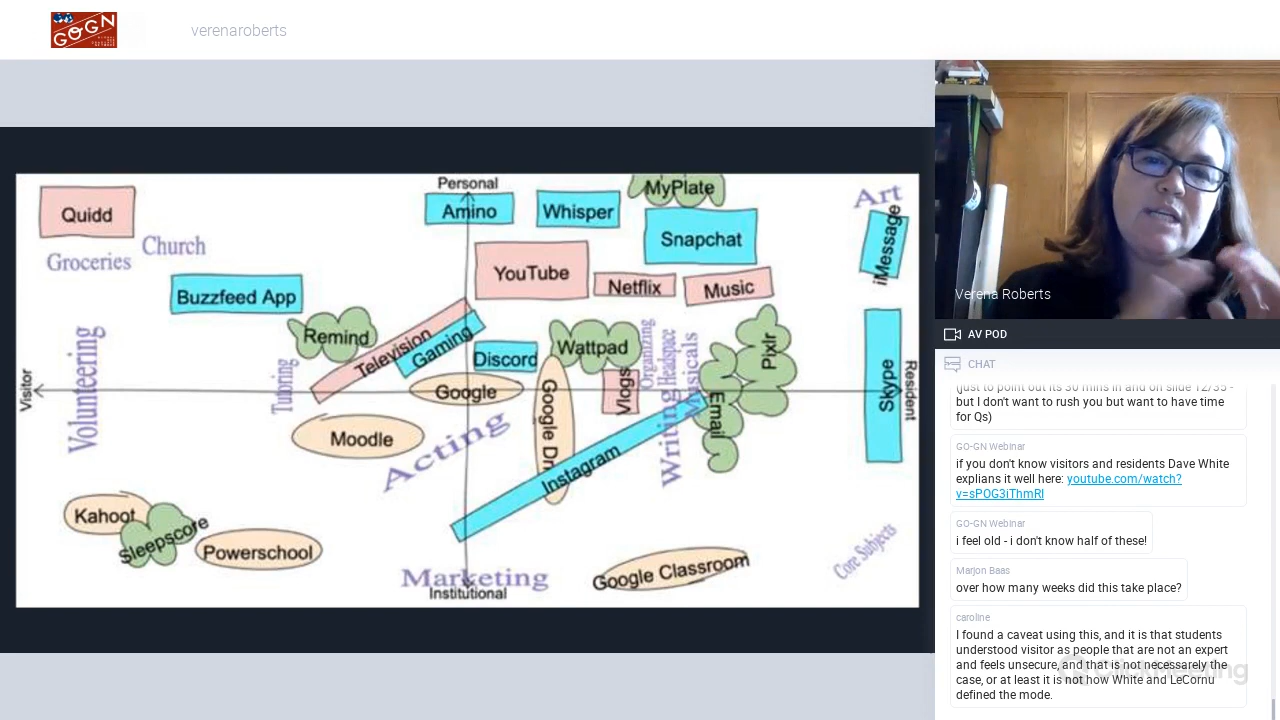 GO-GN
verenaroberts
Personal
MyPlate
Art
Quidd
Amino
Whisper
Snapchat
iMessage
Church
Groceries
YouTube
Netflix
Music
Buzzfeed App
Remind
Television
Gaming
Discord
Wattpad
Organizing
Headspace
Musicals
Pixlr
Volunteering
Tutoring
Visitor
Google
Google Dr
Vlogs
Writing
Email
Skype
Resident
Moodle
Acting
Instagram
Kahoot
Sleepscore
Powerschool
Core Subjects
Marketing
Google Classroom
Institutional
Verena Roberts
AV POD
CHAT
(just to point out its 30 mins in and on slide 12/35 -
but I don't want to rush you but want to have time
for Qs)
GO-GN Webinar
if you don't know visitors and residents Dave White
explians it well here: youtube.com/watch?
v=sPOG3iThmRI
GO-GN Webinar
i feel old - i don't know half of these!
Marjon Baas
over how many weeks did this take place?
caroline
I found a caveat using this, and it is that students
understood visitor as people that are not an expert
and feels unsecure, and that is not necessarely the
case, or at least it is not how White and LeCornu
defined the mode.
ClickMeeting